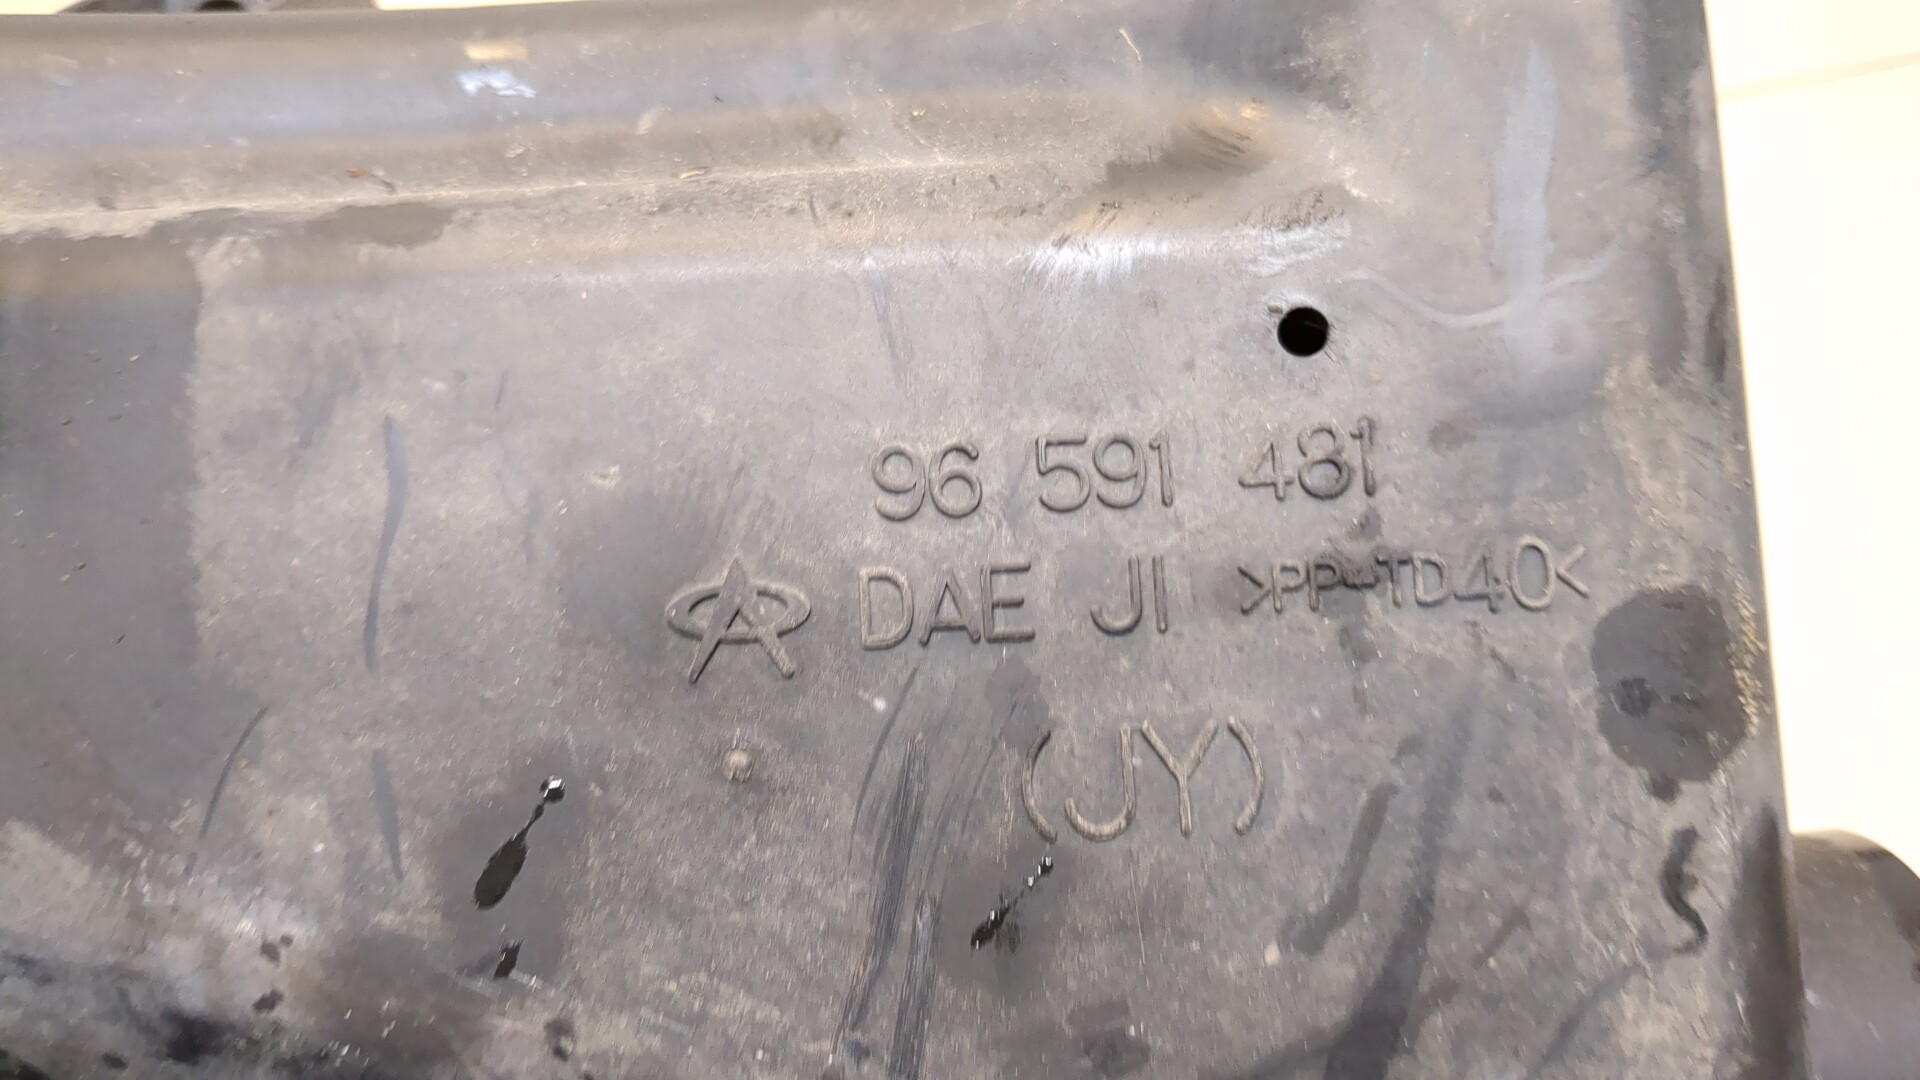 96 591 481
DAE JI >PP-TD40<
(JY)